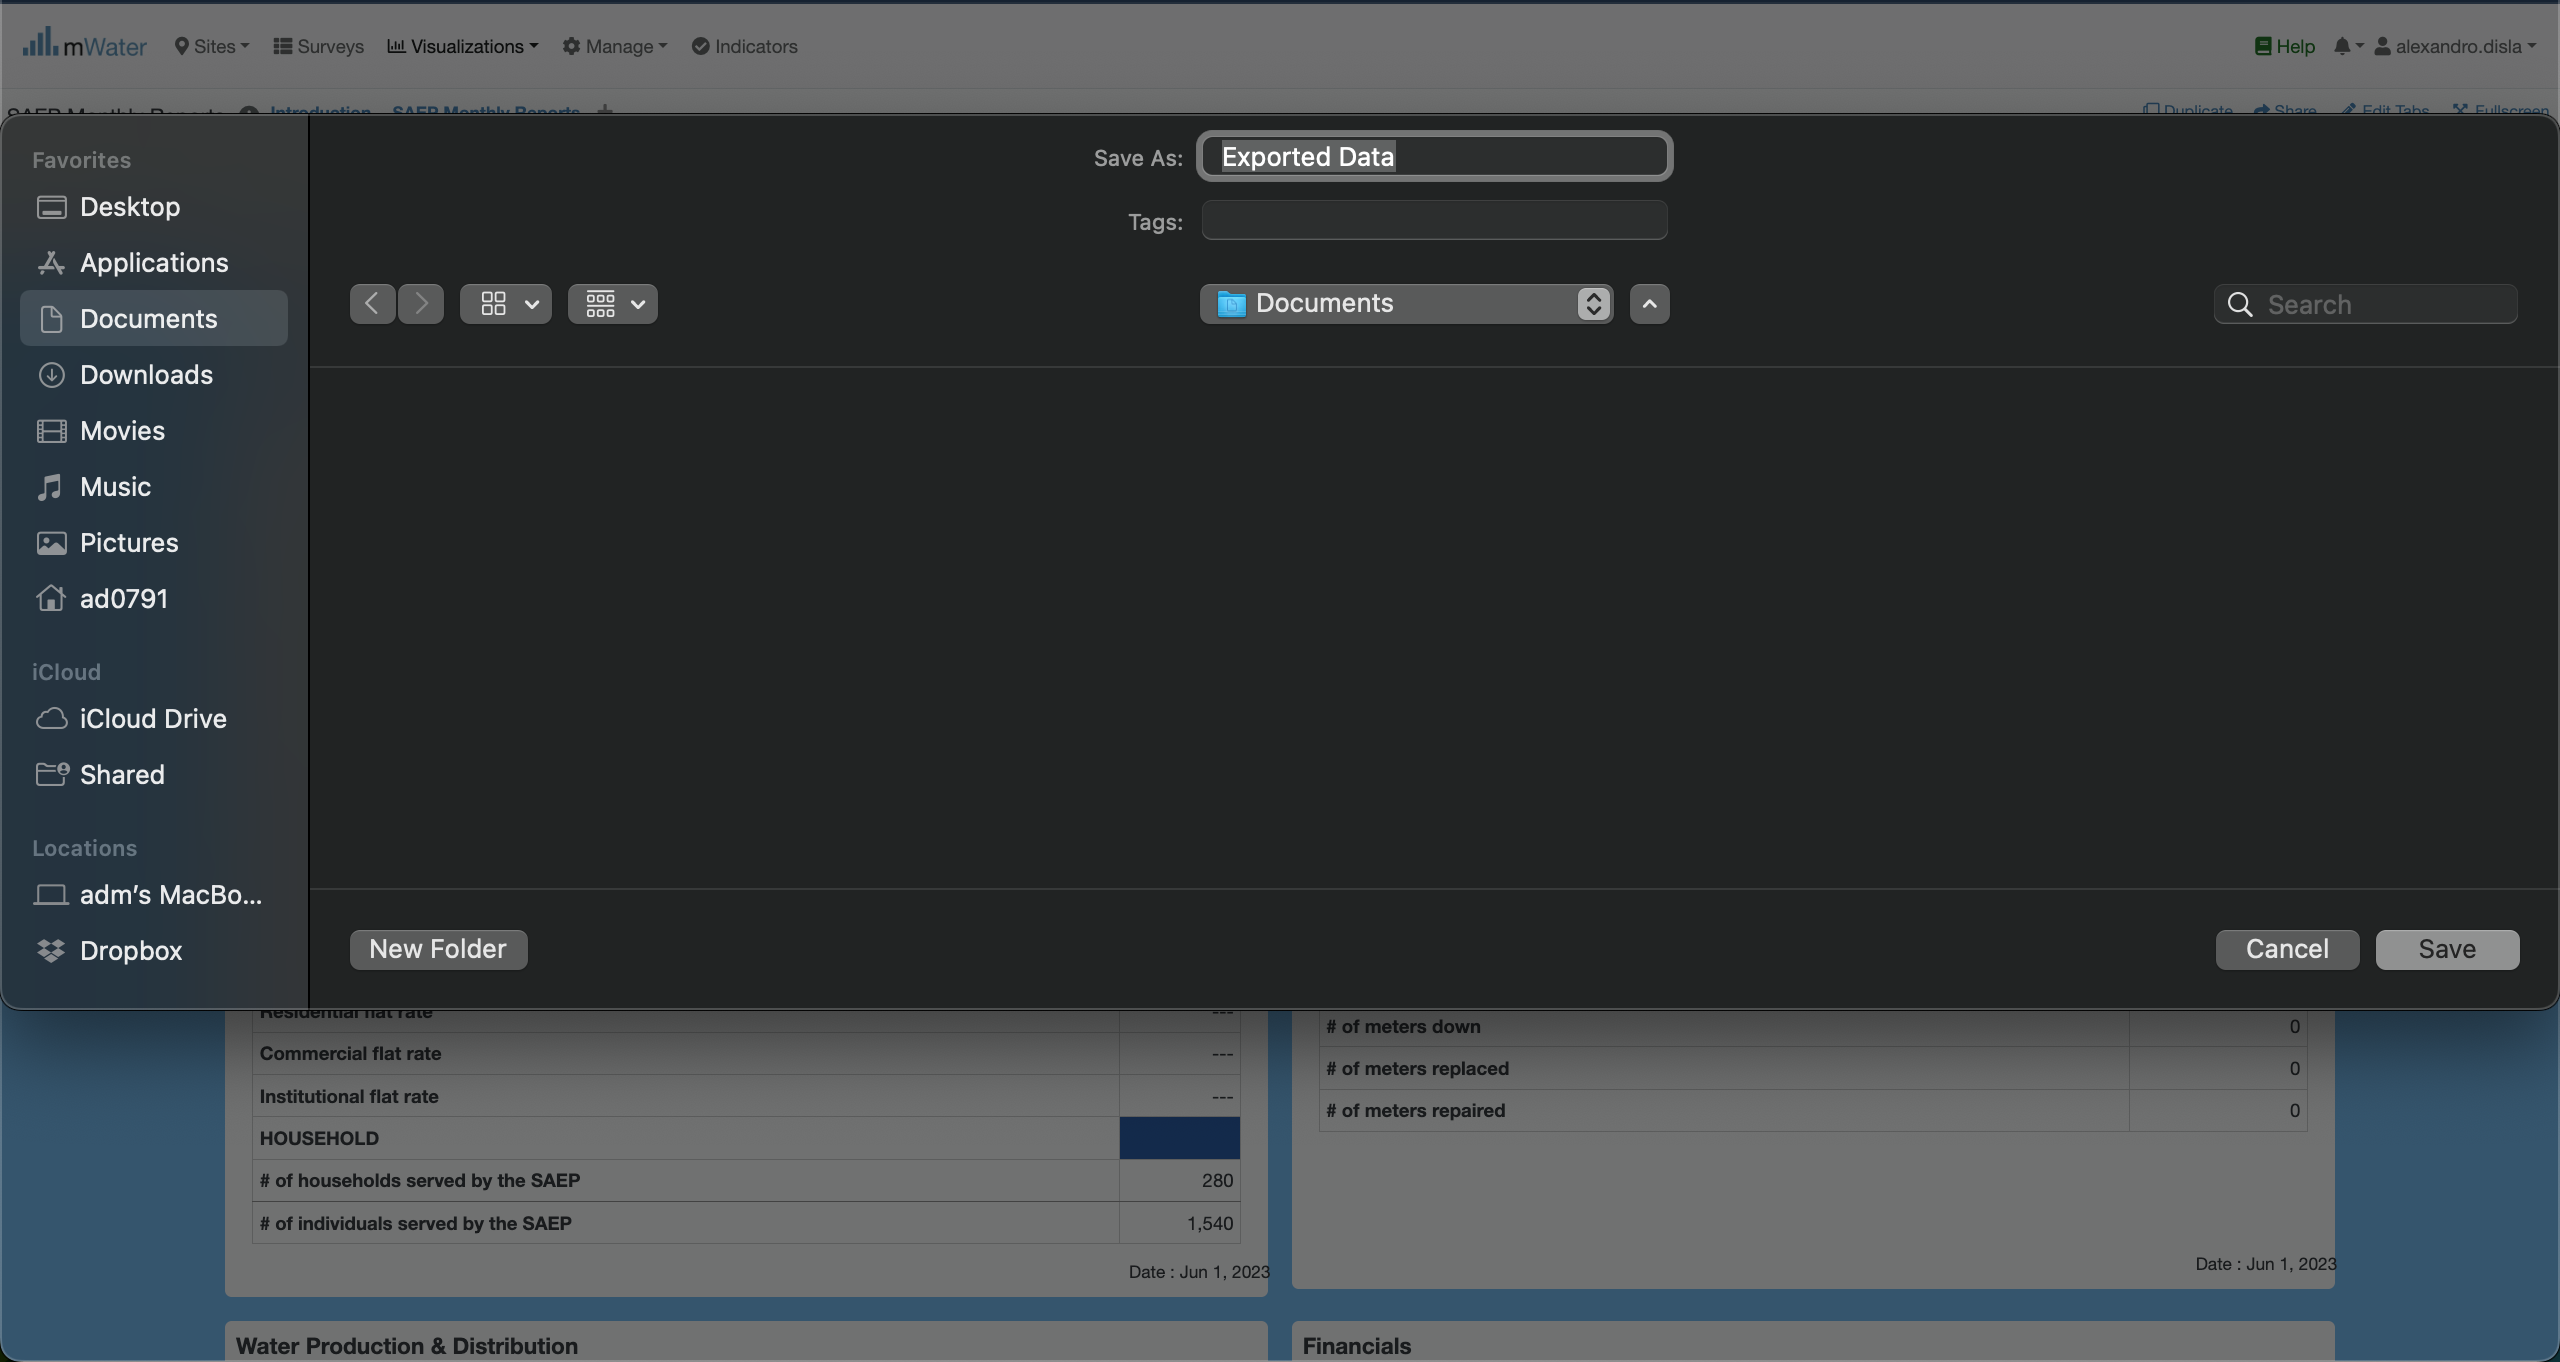 mWater Sites Surveys Visualizations Manage Indicators Help alexandro.disla
SAEP Monthly Reports Introduction SAEP Monthly Reports + Duplicate Share Edit Tabs Fullscreen
Favorites
Desktop
Applications
Documents
Downloads
Movies
Music
Pictures
ad0791
iCloud
iCloud Drive
Shared
Locations
adm's MacBo...
Dropbox
Save As: Exported Data
Tags:
Documents
Search
New Folder
Cancel
Save
Residential flat rate ---
Commercial flat rate ---
Institutional flat rate ---
HOUSEHOLD
# of households served by the SAEP 280
# of individuals served by the SAEP 1,540
Date : Jun 1, 2023
# of meters down 0
# of meters replaced 0
# of meters repaired 0
Date : Jun 1, 2023
Water Production & Distribution
Financials